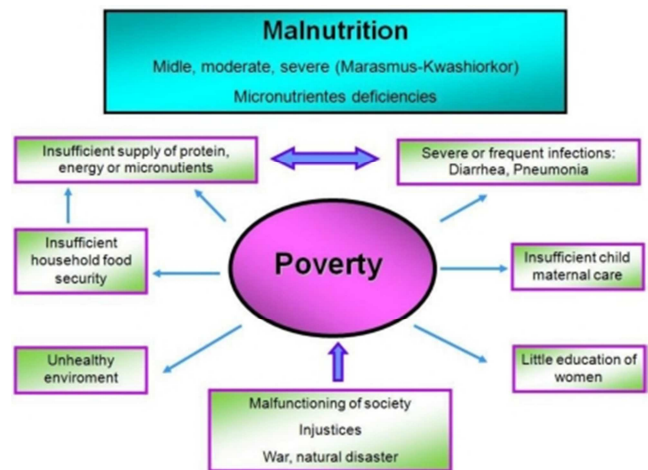 Malnutrition
Midle, moderate, severe (Marasmus-Kwashiorkor)
Micronutrientes deficiencies
Insufficient supply of protein,
energy or micronutients
Severe or frequent infections:
Diarrhea, Pneumonia
Insufficient
household food
security
Poverty
Insufficient child
maternal care
Unhealthy
enviroment
Little education of
women
Malfunctioning of society
Injustices
War, natural disaster